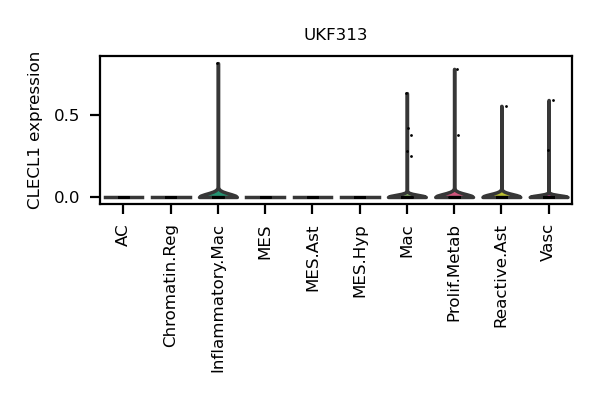 UKF313
CLECL1 expression
0.5
0.0
AC
Chromatin.Reg
Inflammatory.Mac
MES
MES.Ast
MES.Hyp
Mac
Prolif.Metab
Reactive.Ast
Vasc